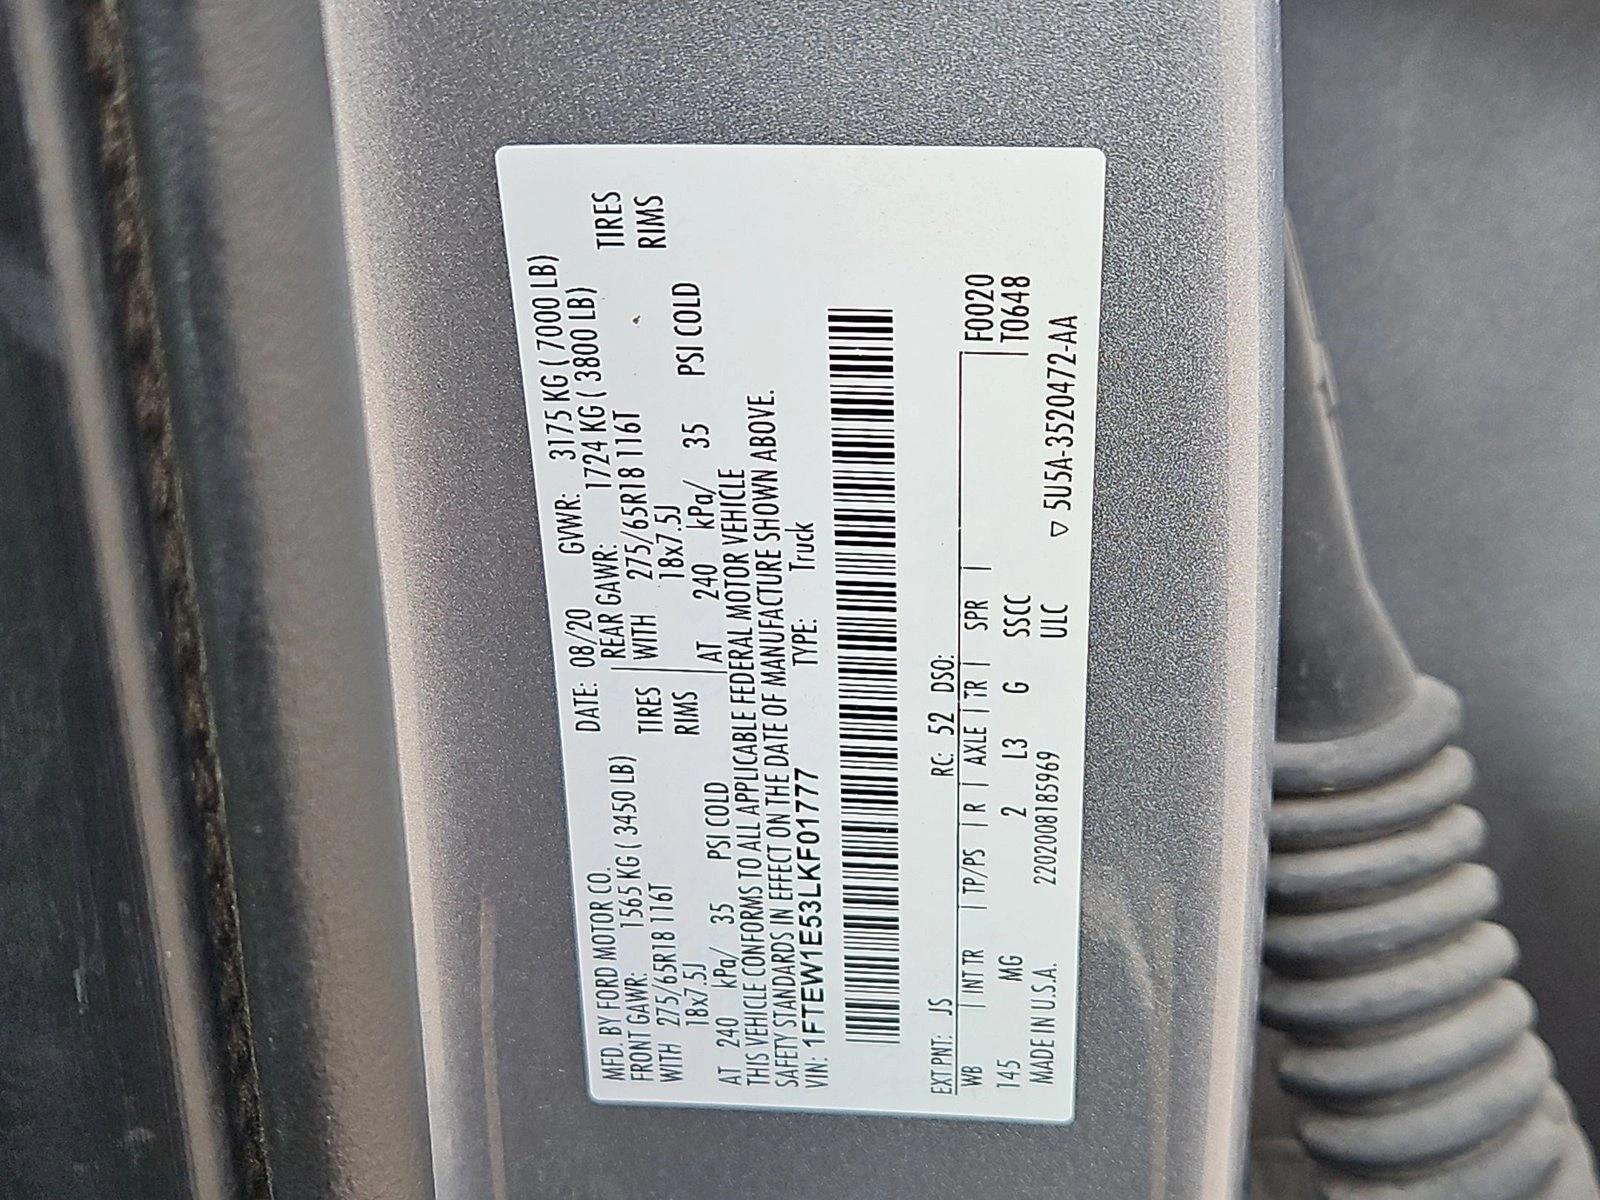 MFD. BY FORD MOTOR CO. DATE: 08/20 GVWR: 3175 KG ( 7000 LB)
FRONT GAWR: 1565 KG ( 3450 LB) REAR GAWR: 1724 KG ( 3800 LB)
WITH 275/65R18 116T TIRES WITH 275/65R18 116T TIRES
18x7.5J RIMS 18x7.5J RIMS
AT 240 kPa/ 35 PSI COLD AT 240 kPa/ 35 PSI COLD
THIS VEHICLE CONFORMS TO ALL APPLICABLE FEDERAL MOTOR VEHICLE
SAFETY STANDARDS IN EFFECT ON THE DATE OF MANUFACTURE SHOWN ABOVE.
VIN: 1FTEW1E53LKF01777 TYPE: Truck
EXT PNT: JS RC: 52 DSO:
WB INT TR TP/PS R AXLE TR SPR F0020
145 MG 2 L3 G SSCC T0648
MADE IN U.S.A. 220200818596​9 ULC ▽ 5U5A-3520472-AA